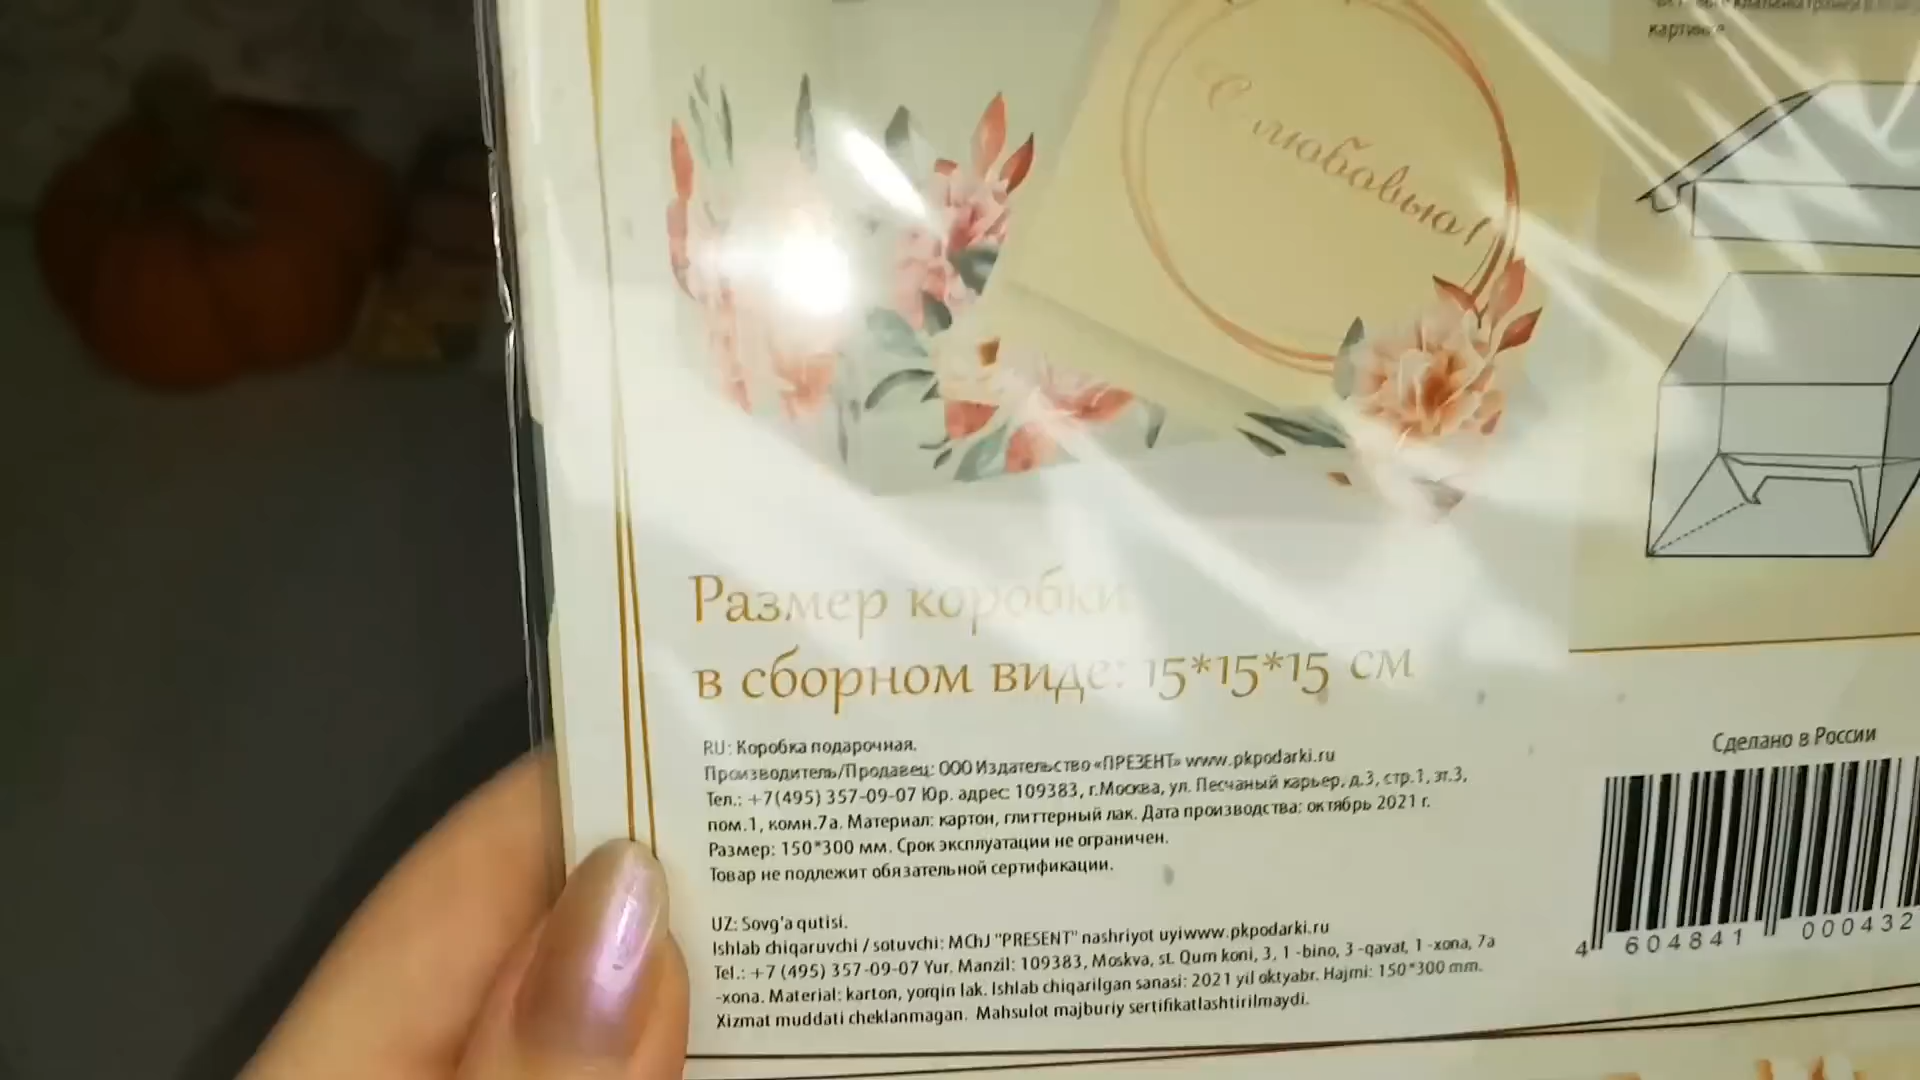 картинке
С любовью!
Размер коробки
в сборном виде: 15*15*15 см
RU: Коробка подарочная.
Производитель/Продавец: ООО Издательство «ПРЕЗЕНТ» www.pkpodarki.ru
Тел.: +7(495) 357-09-07 Юр. адрес: 109383, г.Москва, ул. Песчаный карьер, д.3, стр.1, эт.3,
пом.1, комн.7а. Материал: картон, глиттерный лак. Дата производства: октябрь 2021 г.
Размер: 150*300 мм. Срок эксплуатации не ограничен.
Товар не подлежит обязательной сертификации.
UZ: Sovg'a qutisi.
Ishlab chiqaruvchi / sotuvchi: MChJ "PRESENT" nashriyot uyiwww.pkpodarki.ru
Tel.: +7 (495) 357-09-07 Yur. Manzil: 109383, Moskva, st. Qum koni, 3, 1 -bino, 3 -qavat, 1 -xona, 7a
-xona. Material: karton, yorqin lak. Ishlab chiqarilgan sanasi: 2021 yil oktyabr. Hajmi: 150*300 mm.
Xizmat muddati cheklanmagan. Mahsulot majburiy sertifikatlashtirilmaydi.
Сделано в России
4 604841 000432